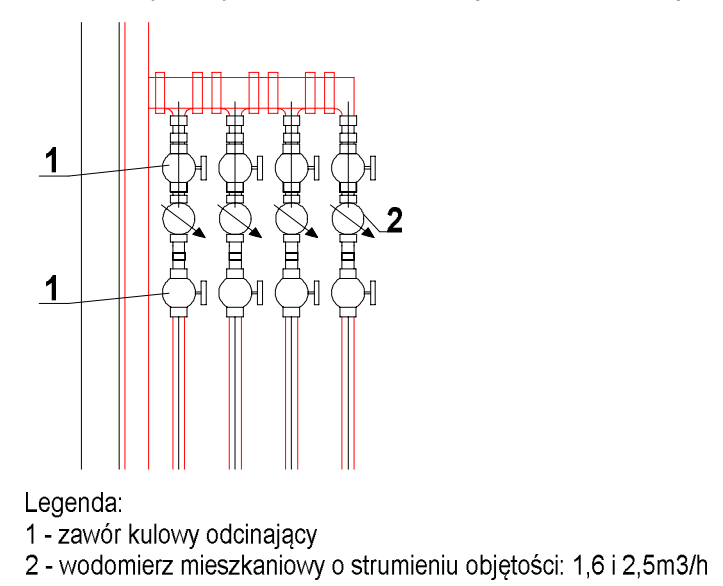 1
2
1
Legenda:
1 - zawór kulowy odcinający
2 - wodomierz mieszkaniowy o strumieniu objętości: 1,6 i 2,5m3/h